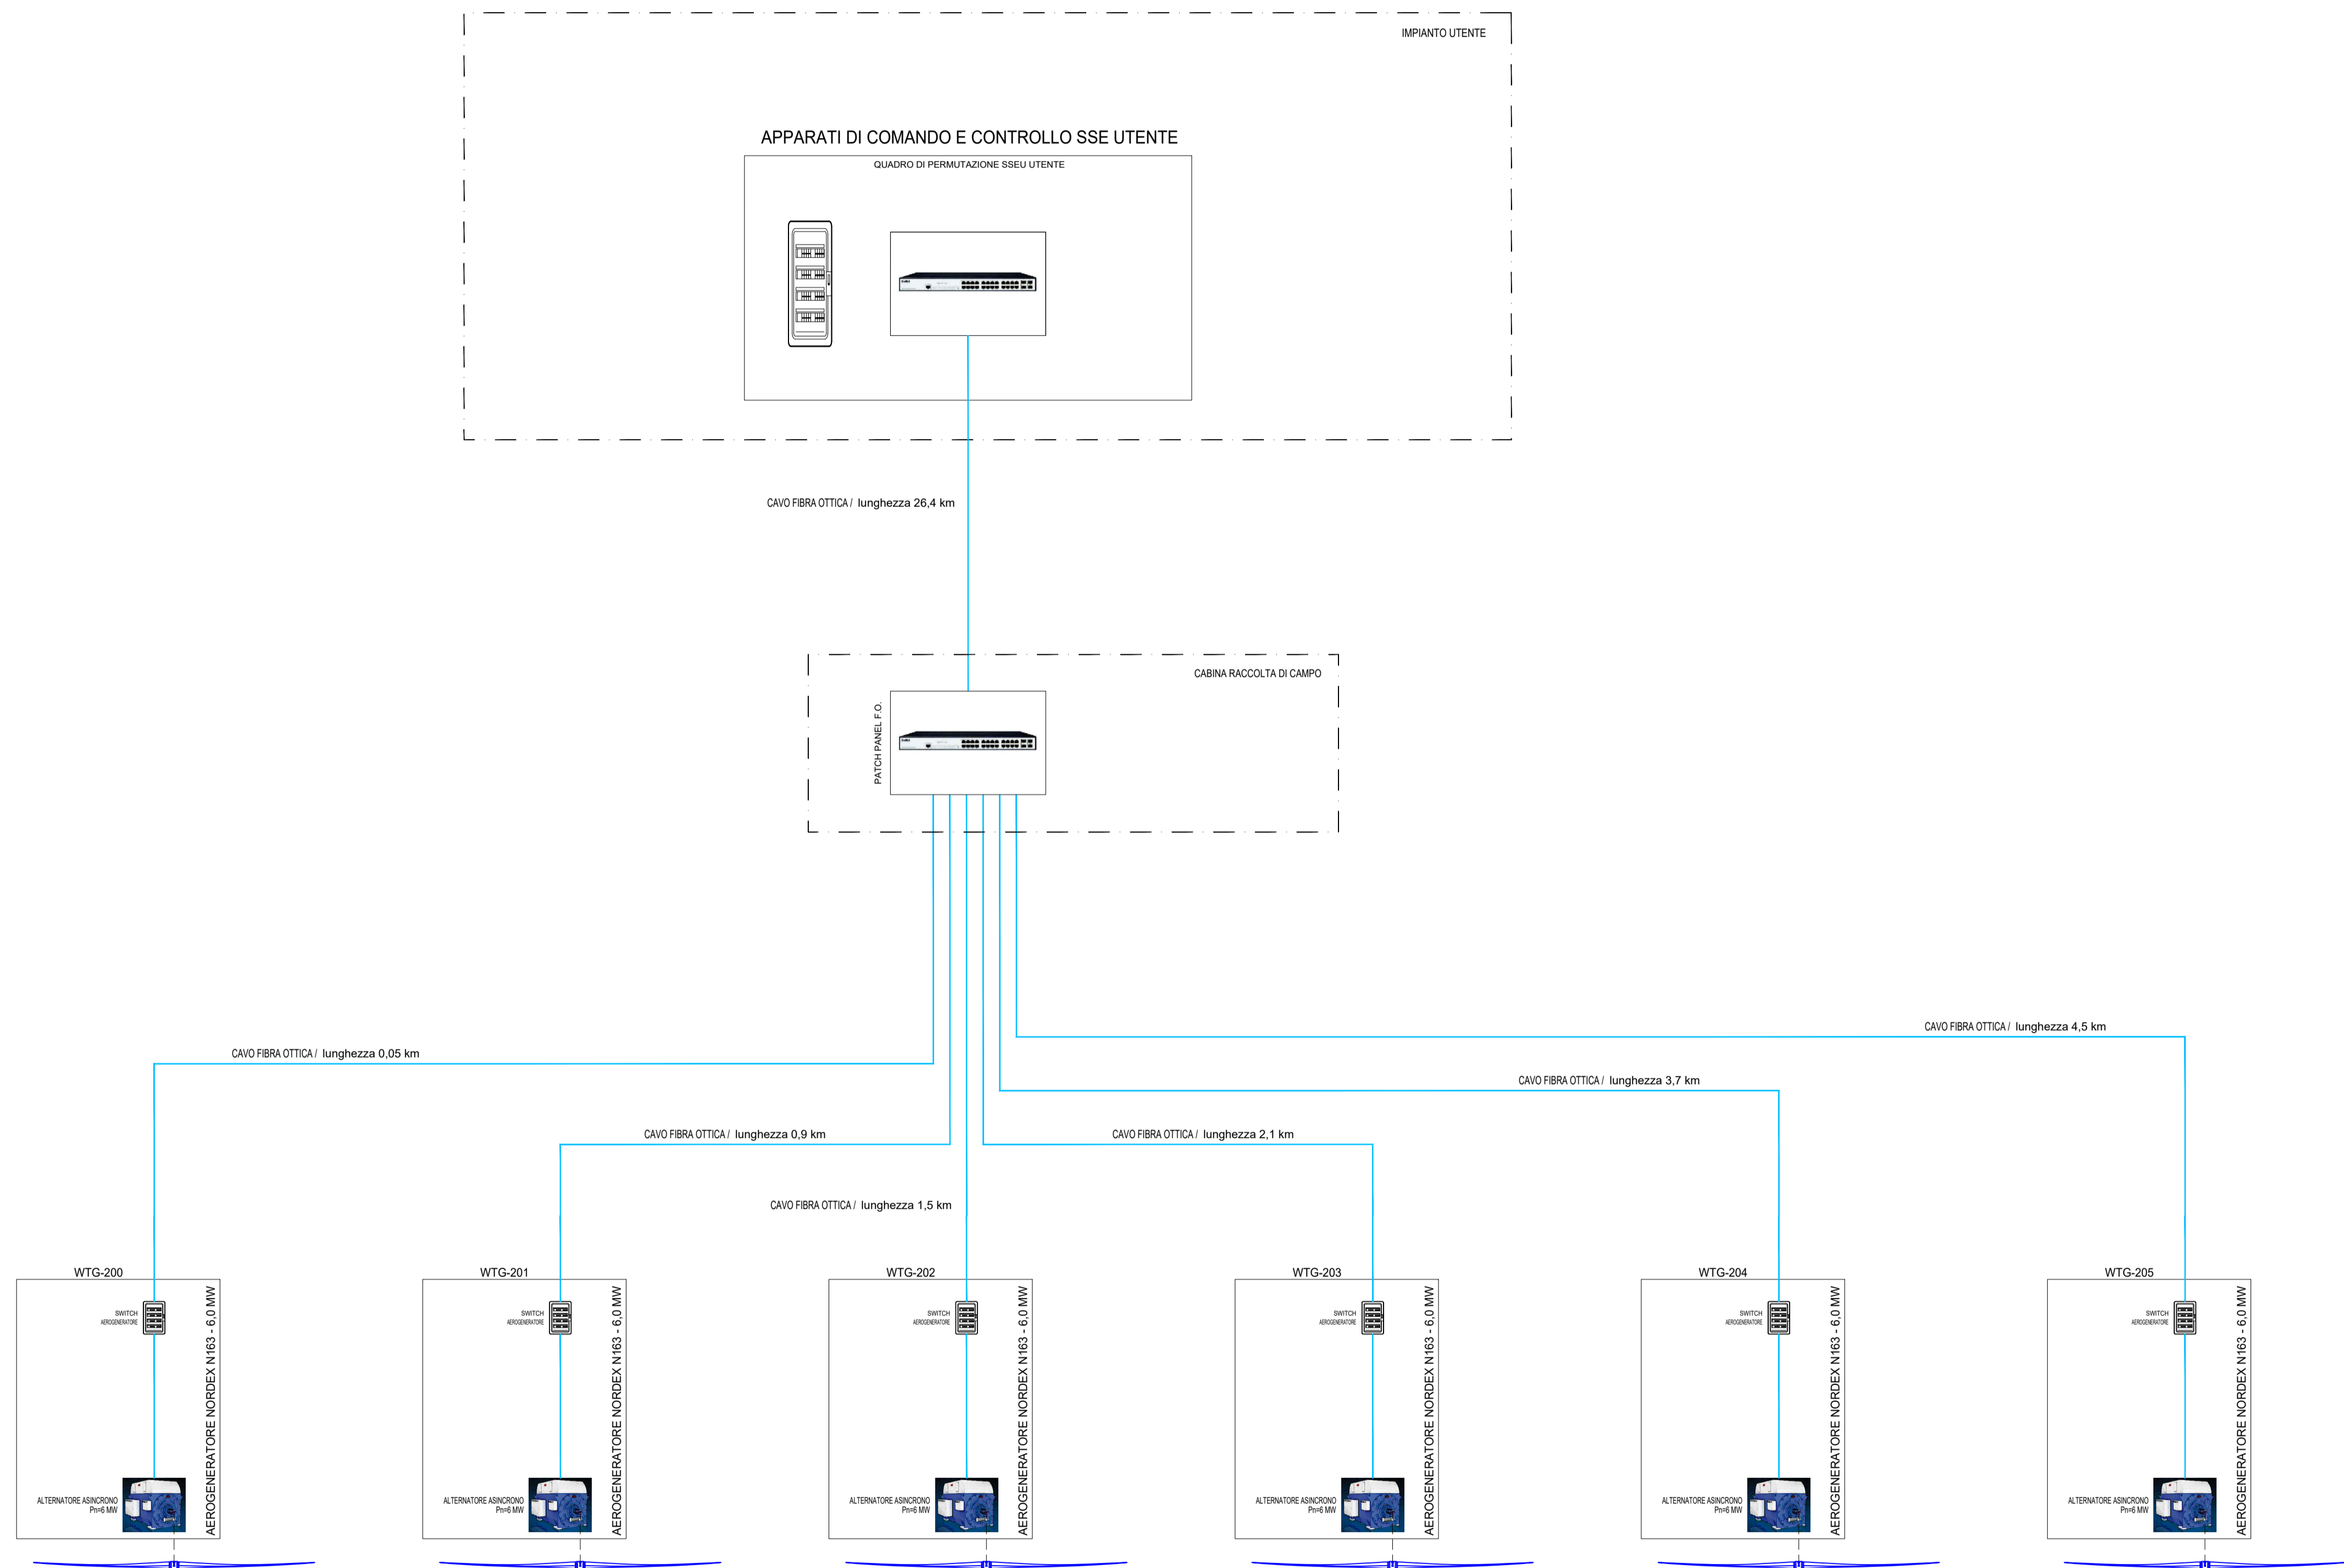 IMPIANTO UTENTE
APPARATI DI COMANDO E CONTROLLO SSE UTENTE
QUADRO DI PERMUTAZIONE SSEU UTENTE
CAVO FIBRA OTTICA / lunghezza 26,4 km
CABINA RACCOLTA DI CAMPO
PATCH PANEL F.O.
CAVO FIBRA OTTICA / lunghezza 4,5 km
CAVO FIBRA OTTICA / lunghezza 0,05 km
CAVO FIBRA OTTICA / lunghezza 3,7 km
CAVO FIBRA OTTICA / lunghezza 0,9 km
CAVO FIBRA OTTICA / lunghezza 2,1 km
CAVO FIBRA OTTICA / lunghezza 1,5 km
WTG-200
SWITCH
AEROGENERATORE
ALTERNATORE ASINCRONO
Pn=6 MW
AEROGENERATORE NORDEX N163 - 6,0 MW
WTG-201
SWITCH
AEROGENERATORE
ALTERNATORE ASINCRONO
Pn=6 MW
AEROGENERATORE NORDEX N163 - 6,0 MW
WTG-202
SWITCH
AEROGENERATORE
ALTERNATORE ASINCRONO
Pn=6 MW
AEROGENERATORE NORDEX N163 - 6,0 MW
WTG-203
SWITCH
AEROGENERATORE
ALTERNATORE ASINCRONO
Pn=6 MW
AEROGENERATORE NORDEX N163 - 6,0 MW
WTG-204
SWITCH
AEROGENERATORE
ALTERNATORE ASINCRONO
Pn=6 MW
AEROGENERATORE NORDEX N163 - 6,0 MW
WTG-205
SWITCH
AEROGENERATORE
ALTERNATORE ASINCRONO
Pn=6 MW
AEROGENERATORE NORDEX N163 - 6,0 MW